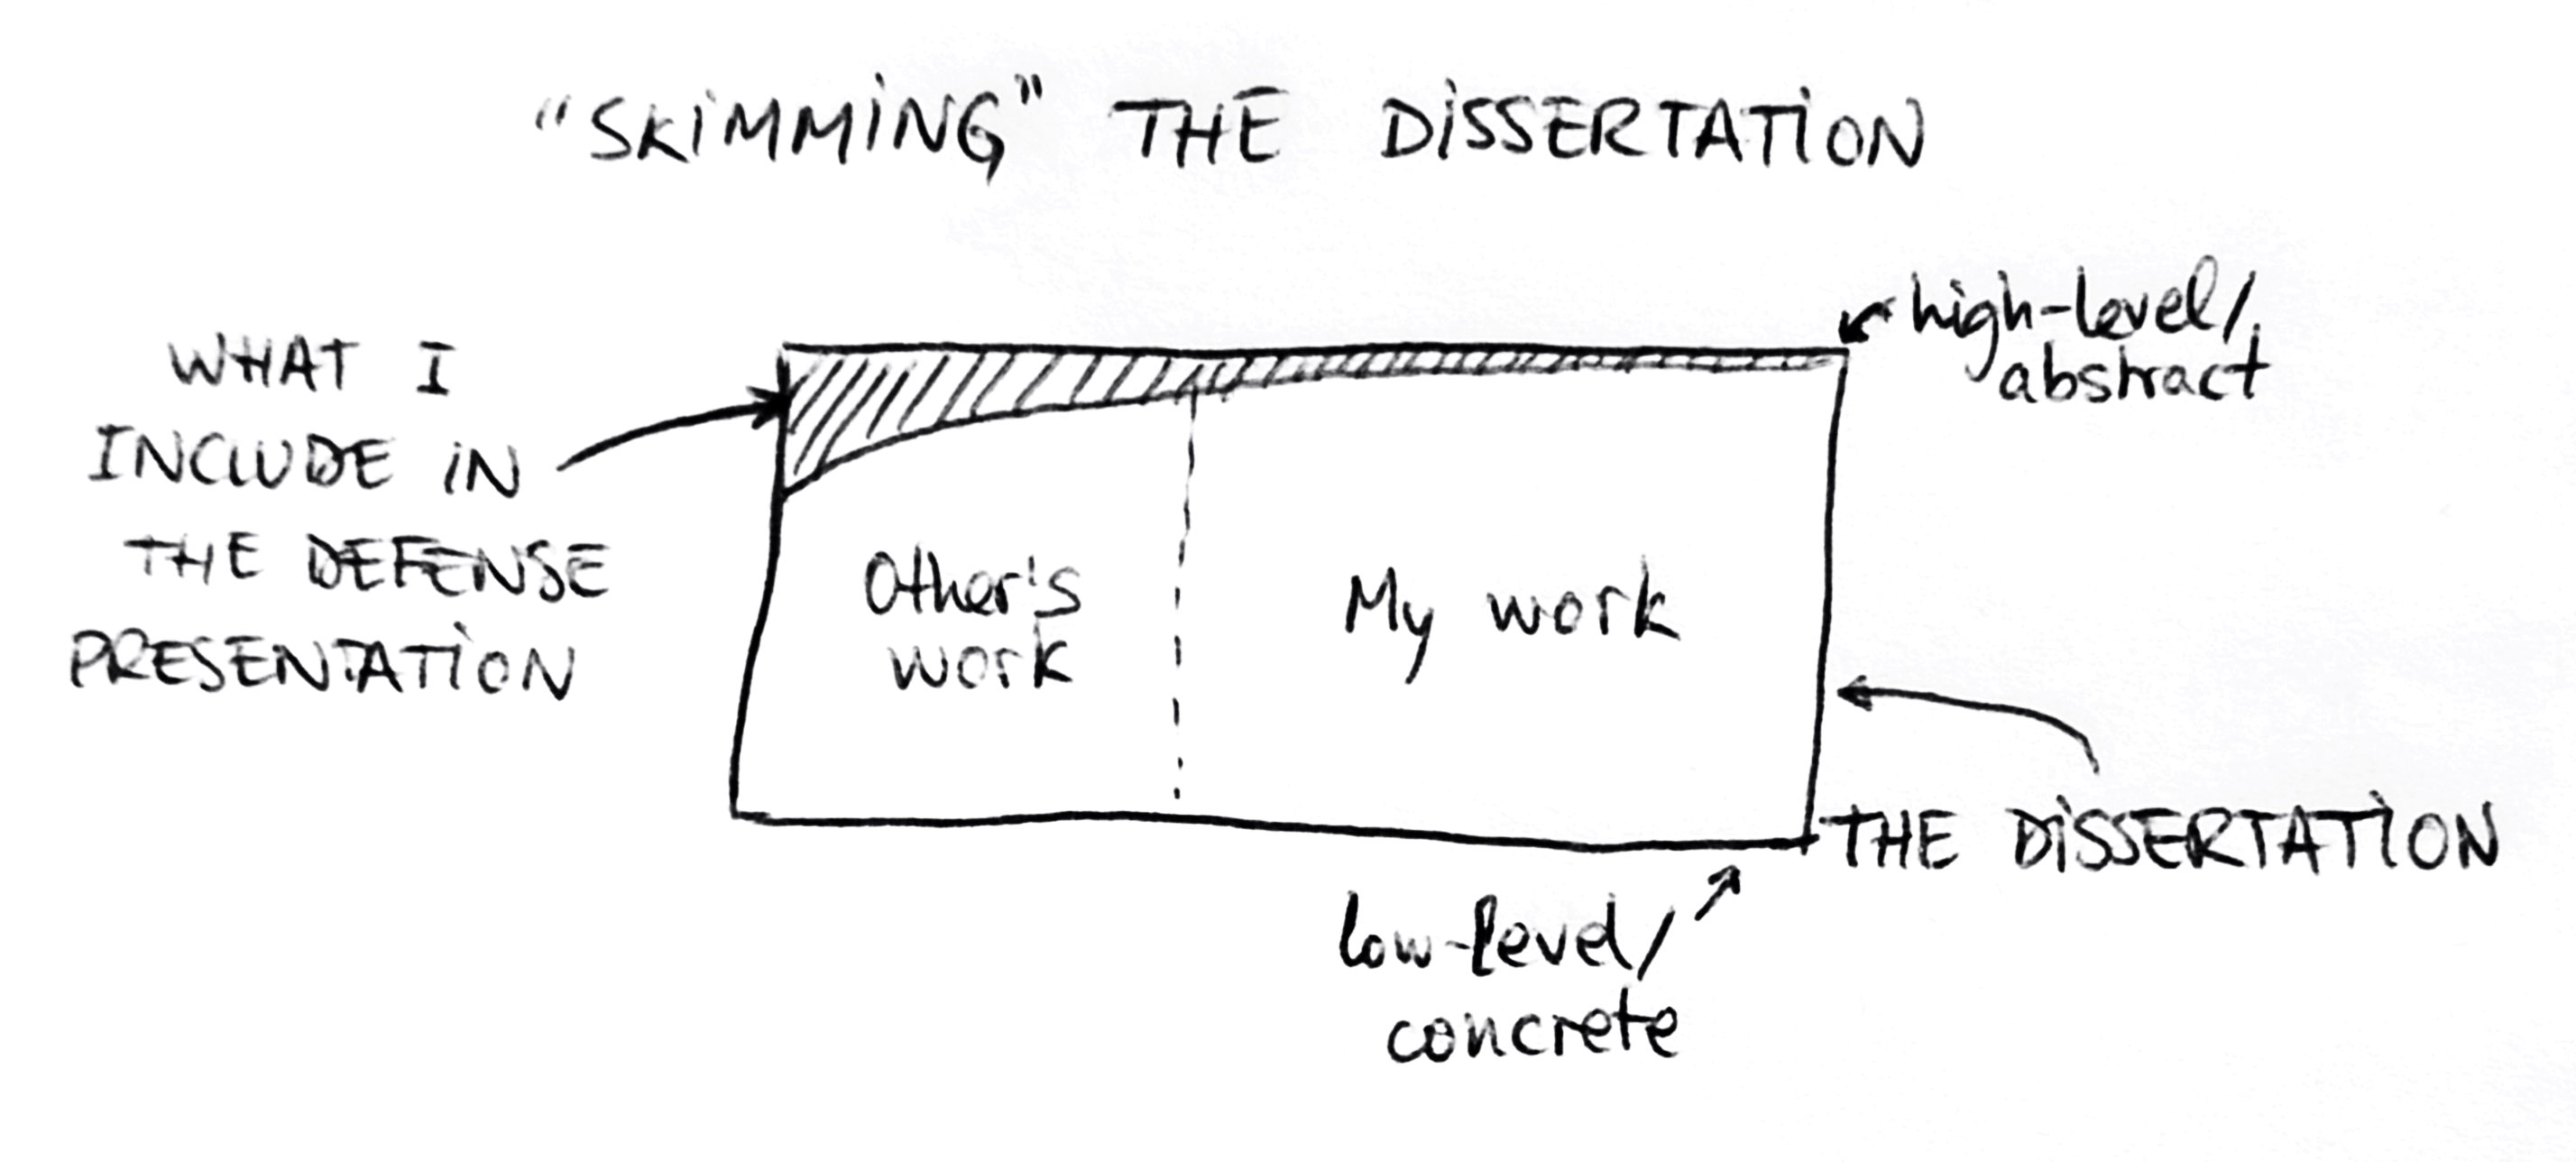 "SKIMMING" THE DISSERTATION
WHAT I
INCLUDE IN
THE DEFENSE
PRESENTATION
high-level/
abstract
Other's
work
My work
THE DISSERTATION
low-level/
concrete